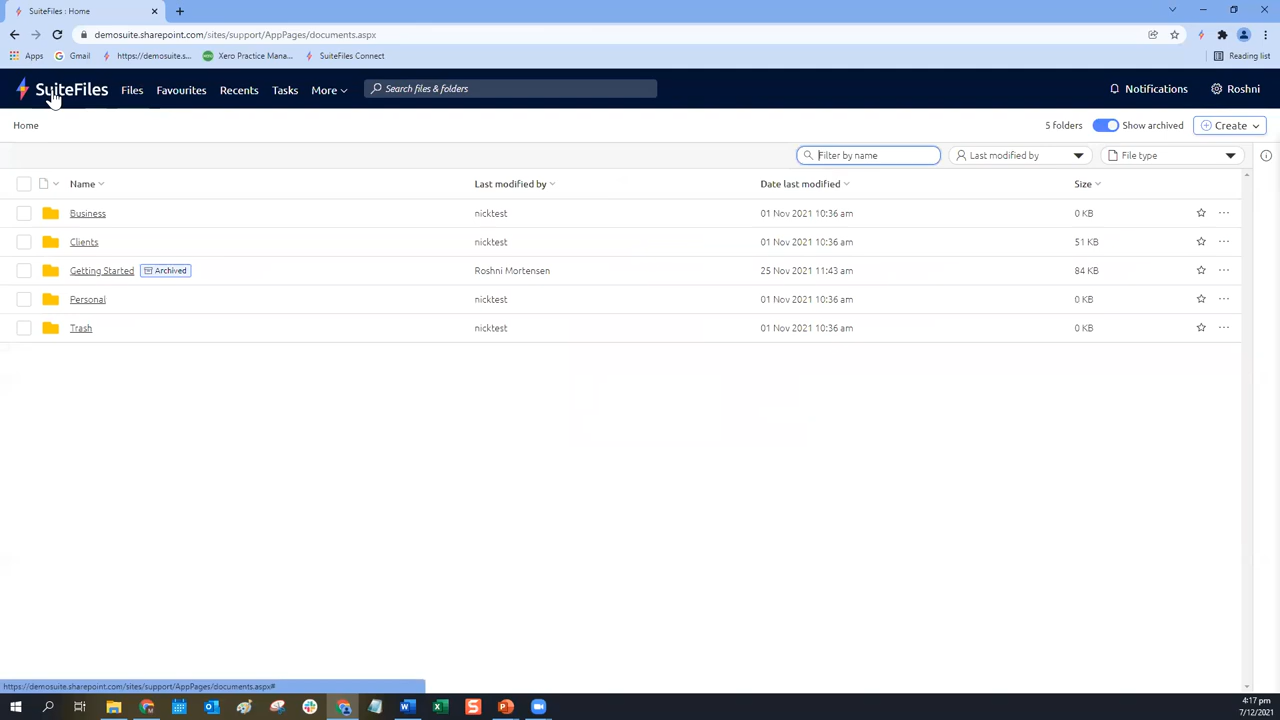 SuiteFiles : Home
demosuite.sharepoint.com/sites/support/AppPages/documents.aspx
Apps Gmail https://demosuite.s... Xero Practice Mana... SuiteFiles Connect Reading list
SuiteFiles Files Favourites Recents Tasks More Search files & folders Notifications Roshni
Home 5 folders Show archived Create
Filter by name Last modified by File type
Name Last modified by Date last modified Size
Business nicktest 01 Nov 2021 10:36 am 0 KB
Clients nicktest 01 Nov 2021 10:36 am 51 KB
Getting Started Archived Roshni Mortensen 25 Nov 2021 11:43 am 84 KB
Personal nicktest 01 Nov 2021 10:36 am 0 KB
Trash nicktest 01 Nov 2021 10:36 am 0 KB
https://demosuite.sharepoint.com/sites/support/AppPages/documents.aspx#
4:17 pm
7/12/2021